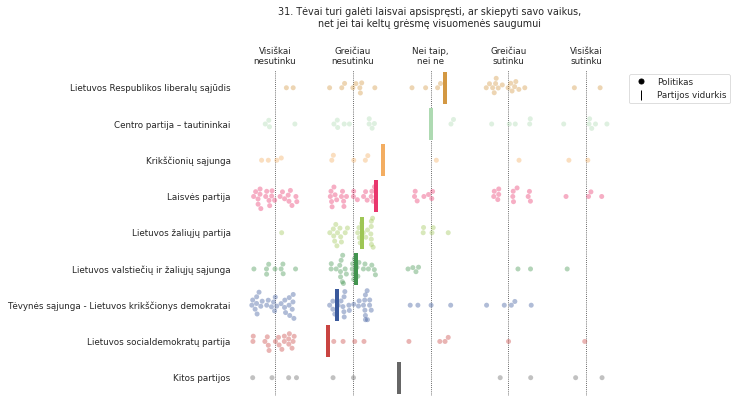 31. Tėvai turi galėti laisvai apsispręsti, ar skiepyti savo vaikus,
net jei tai keltų grėsmę visuomenės saugumui
Visiškai
nesutinku
Greičiau
nesutinku
Nei taip,
nei ne
Greičiau
sutinku
Visiškai
sutinku
Politikas
Partijos vidurkis
Lietuvos Respublikos liberalų sąjūdis
Centro partija – tautininkai
Krikščionių sąjunga
Laisvės partija
Lietuvos žaliųjų partija
Lietuvos valstiečių ir žaliųjų sąjunga
Tėvynės sąjunga - Lietuvos krikščionys demokratai
Lietuvos socialdemokratų partija
Kitos partijos